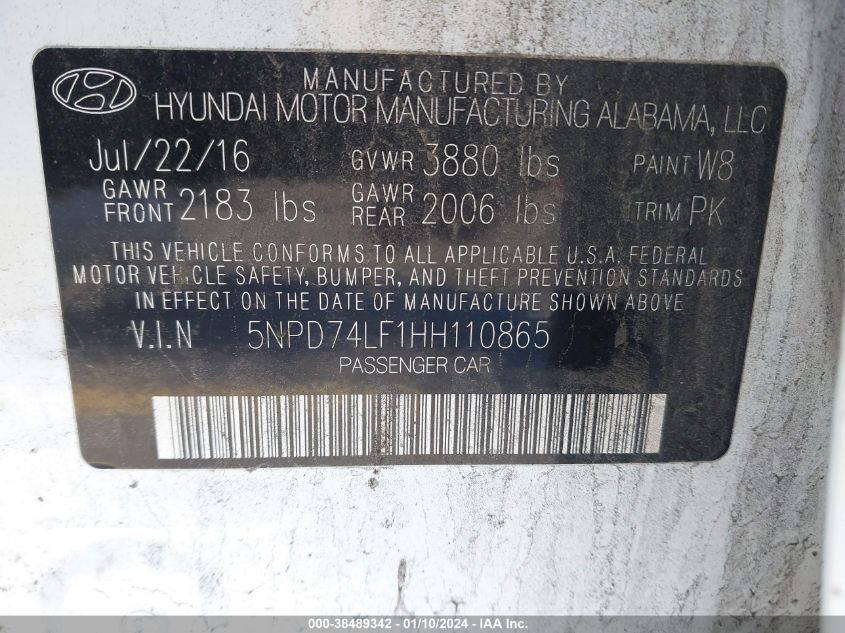 MANUFACTURED BY
HYUNDAI MOTOR MANUFACTURING ALABAMA, LLC
Jul/22/16 GVWR 3880 lbs PAINT W8
GAWR FRONT 2183 lbs GAWR REAR 2006 lbs TRIM PK
THIS VEHICLE CONFORMS TO ALL APPLICABLE U.S.A. FEDERAL
MOTOR VEHICLE SAFETY, BUMPER, AND THEFT PREVENTION STANDARDS
IN EFFECT ON THE DATE OF MANUFACTURE SHOWN ABOVE
V.I.N 5NPD74LF1HH110865
PASSENGER CAR
000-38489342 - 01/10/2024 - IAAI, Inc.